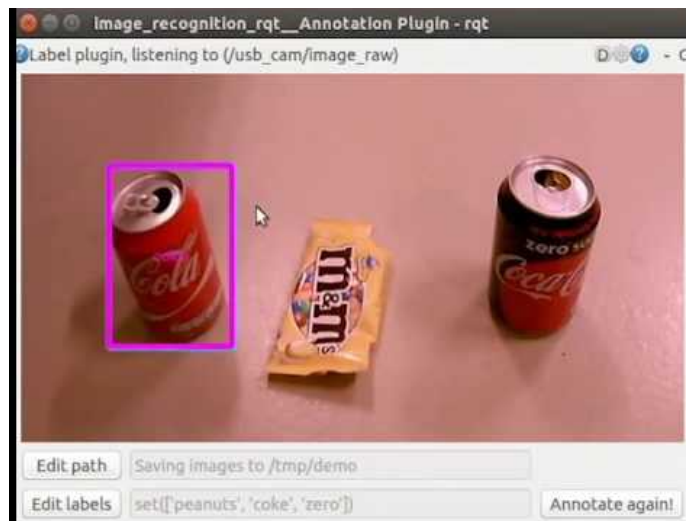 image_recognition_rqt__Annotation Plugin - rqt
Label plugin, listening to (/usb_cam/image_raw)
D
-
Cola
m&m's
zero
Coca-Cola
Edit path
Saving images to /tmp/demo
Edit labels
set(['peanuts', 'coke', 'zero'])
Annotate again!